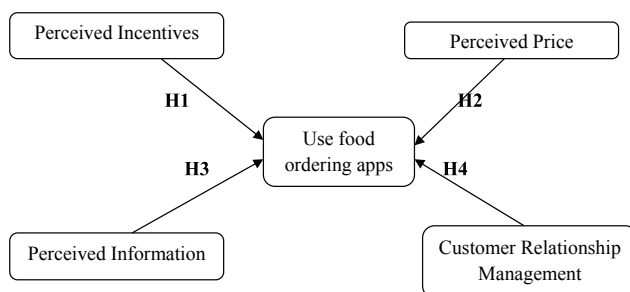 Perceived Incentives
Perceived Price
H1
H2
Use food
ordering apps
H3
H4
Perceived Information
Customer Relationship
Management